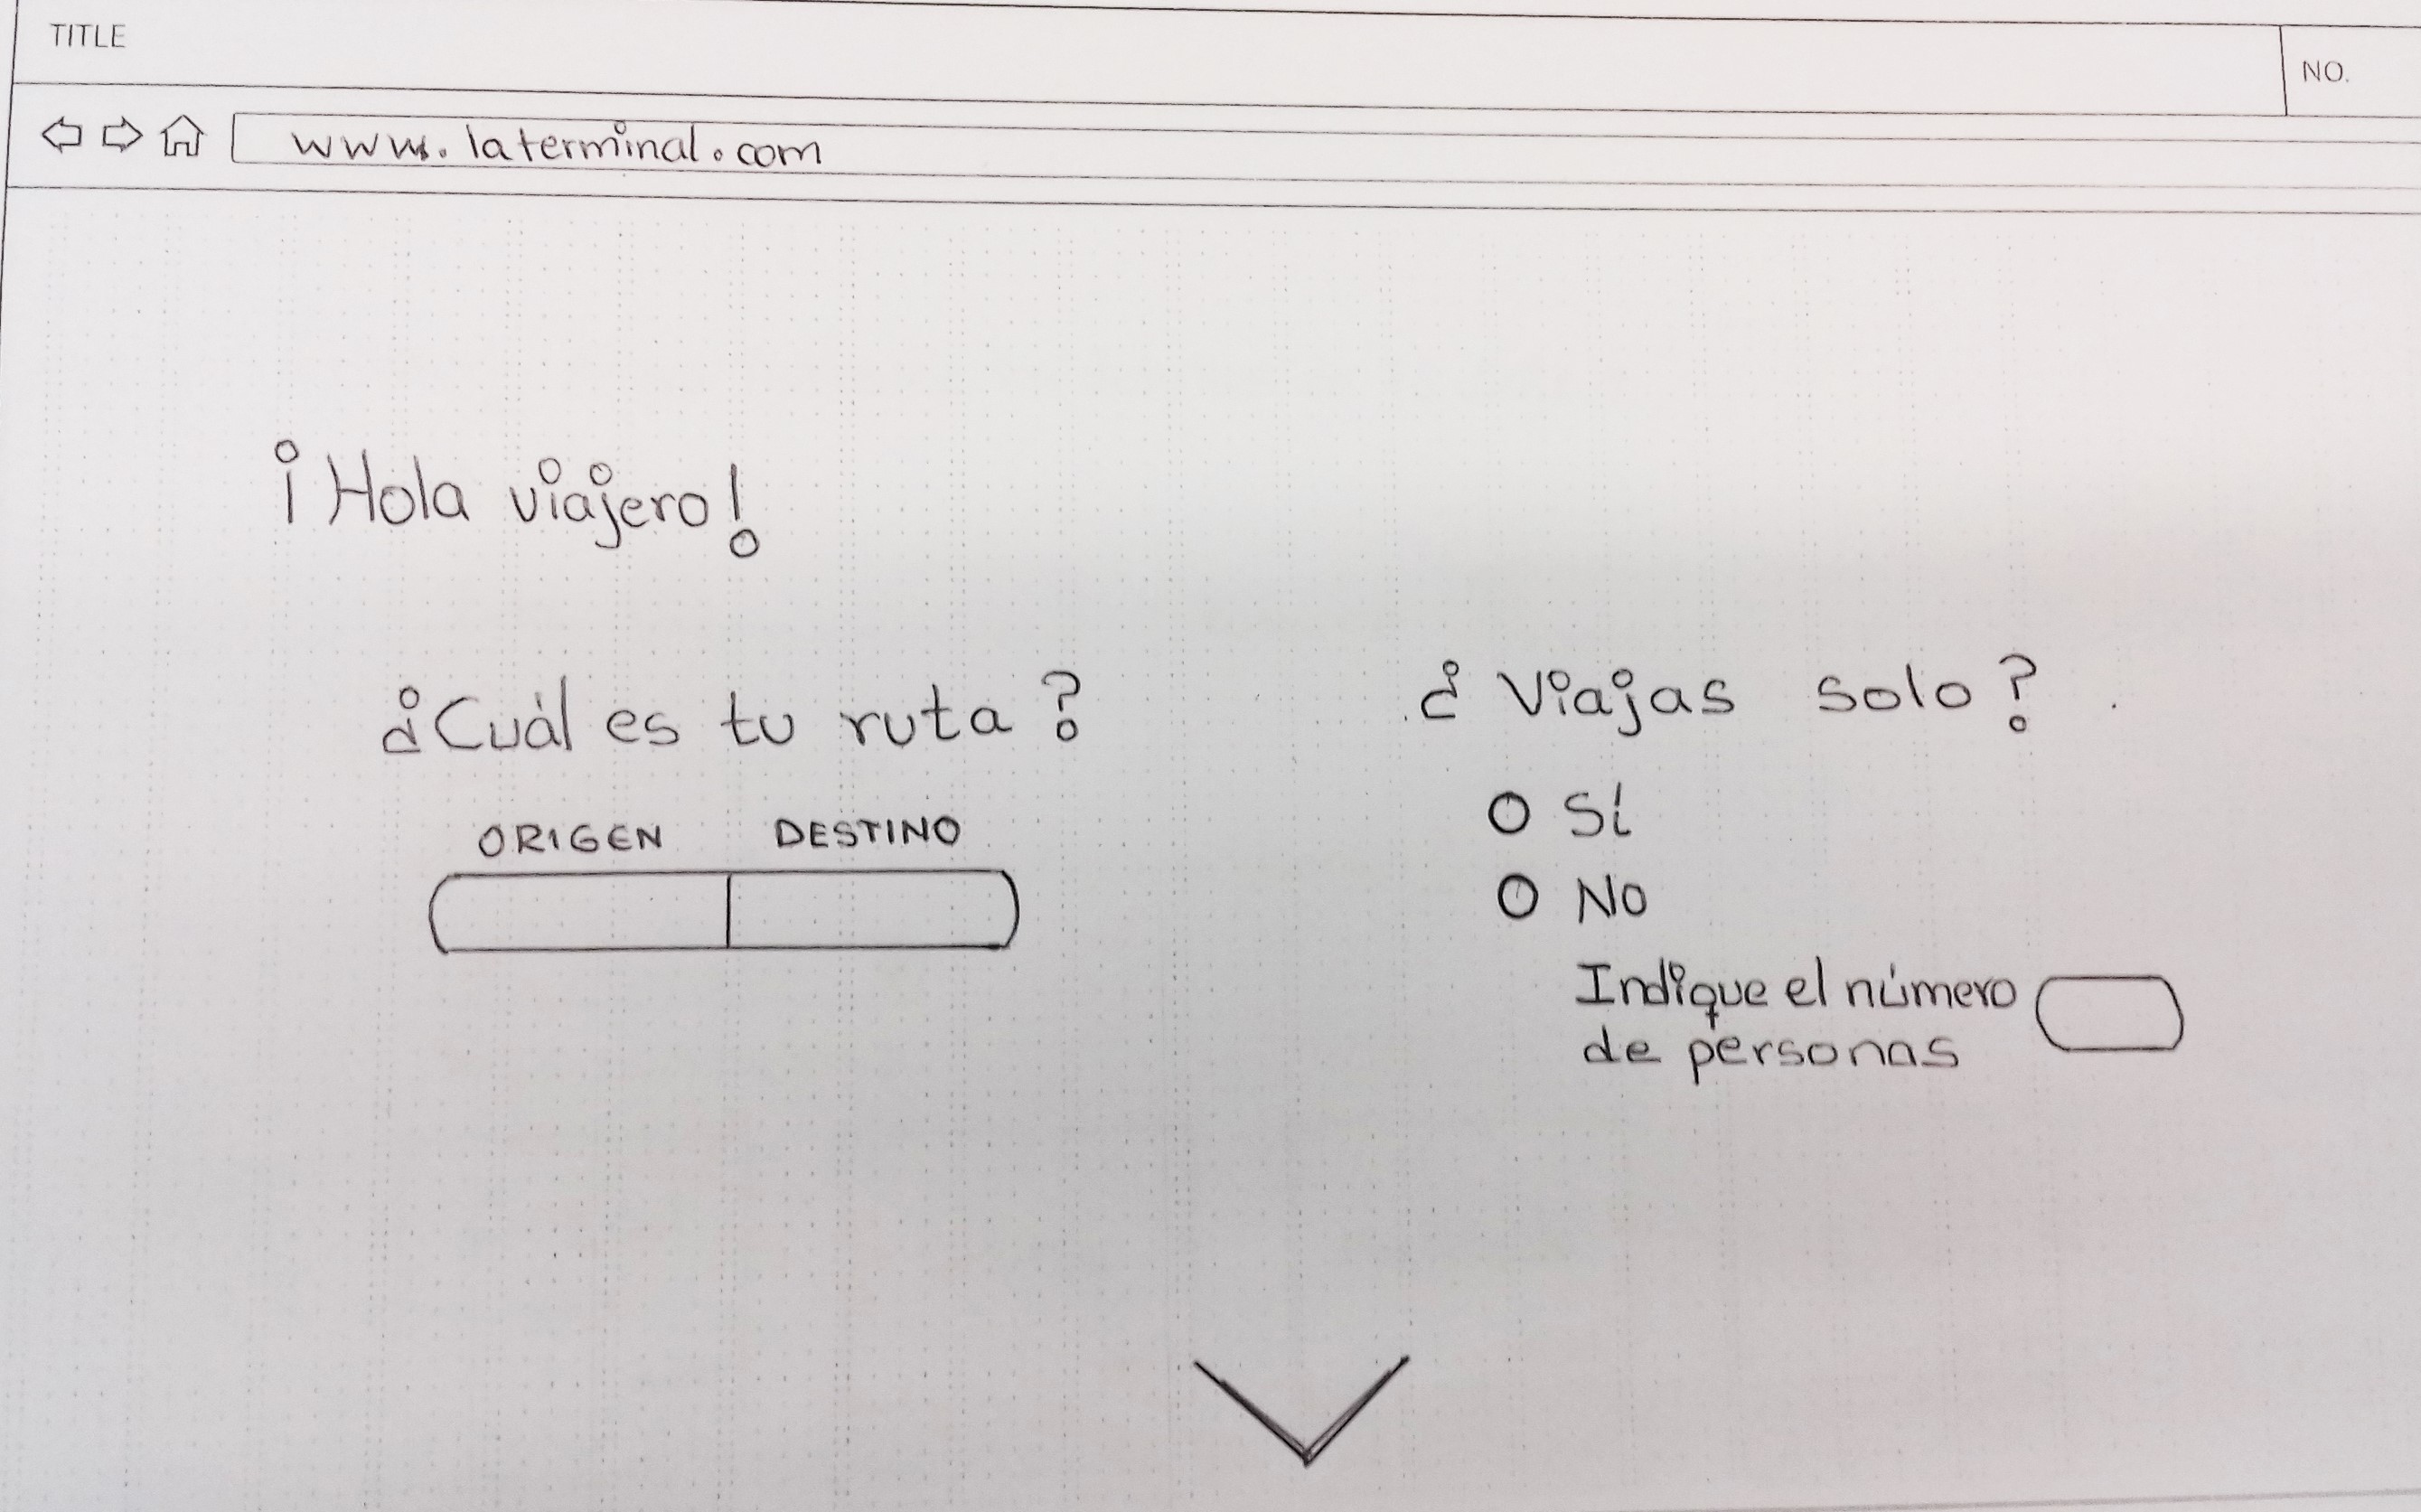 TITLE
NO.
www.laterminal.com
¡Hola viajero!
¿Cuál es tu ruta?
ORIGEN DESTINO
¿Viajas solo?
Sí
No
Indique el número
de personas